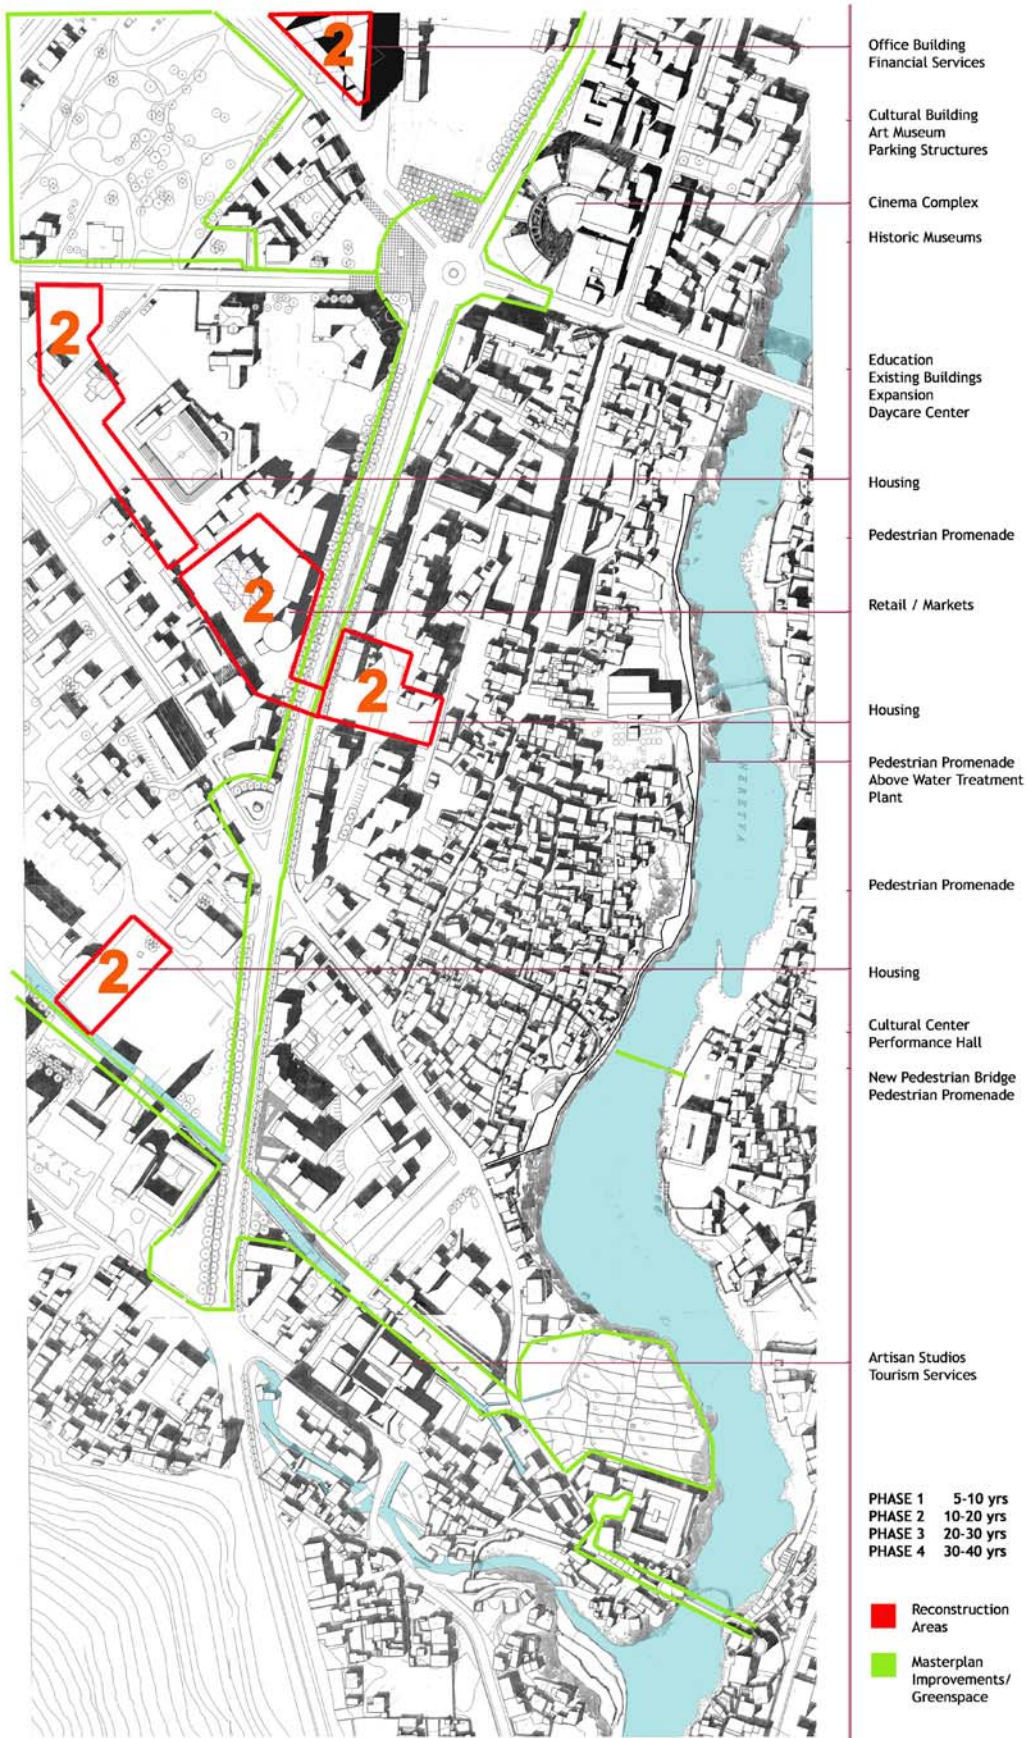 2
Office Building
Financial Services
Cultural Building
Art Museum
Parking Structures
Cinema Complex
Historic Museums
2
Education
Existing Buildings
Expansion
Daycare Center
Housing
Pedestrian Promenade
2
Retail / Markets
2
Housing
Pedestrian Promenade
Above Water Treatment
Plant
NERETVA
Pedestrian Promenade
2
Housing
Cultural Center
Performance Hall
New Pedestrian Bridge
Pedestrian Promenade
Artisan Studios
Tourism Services
PHASE 1 5-10 yrs
PHASE 2 10-20 yrs
PHASE 3 20-30 yrs
PHASE 4 30-40 yrs
Reconstruction
Areas
Masterplan
Improvements/
Greenspace